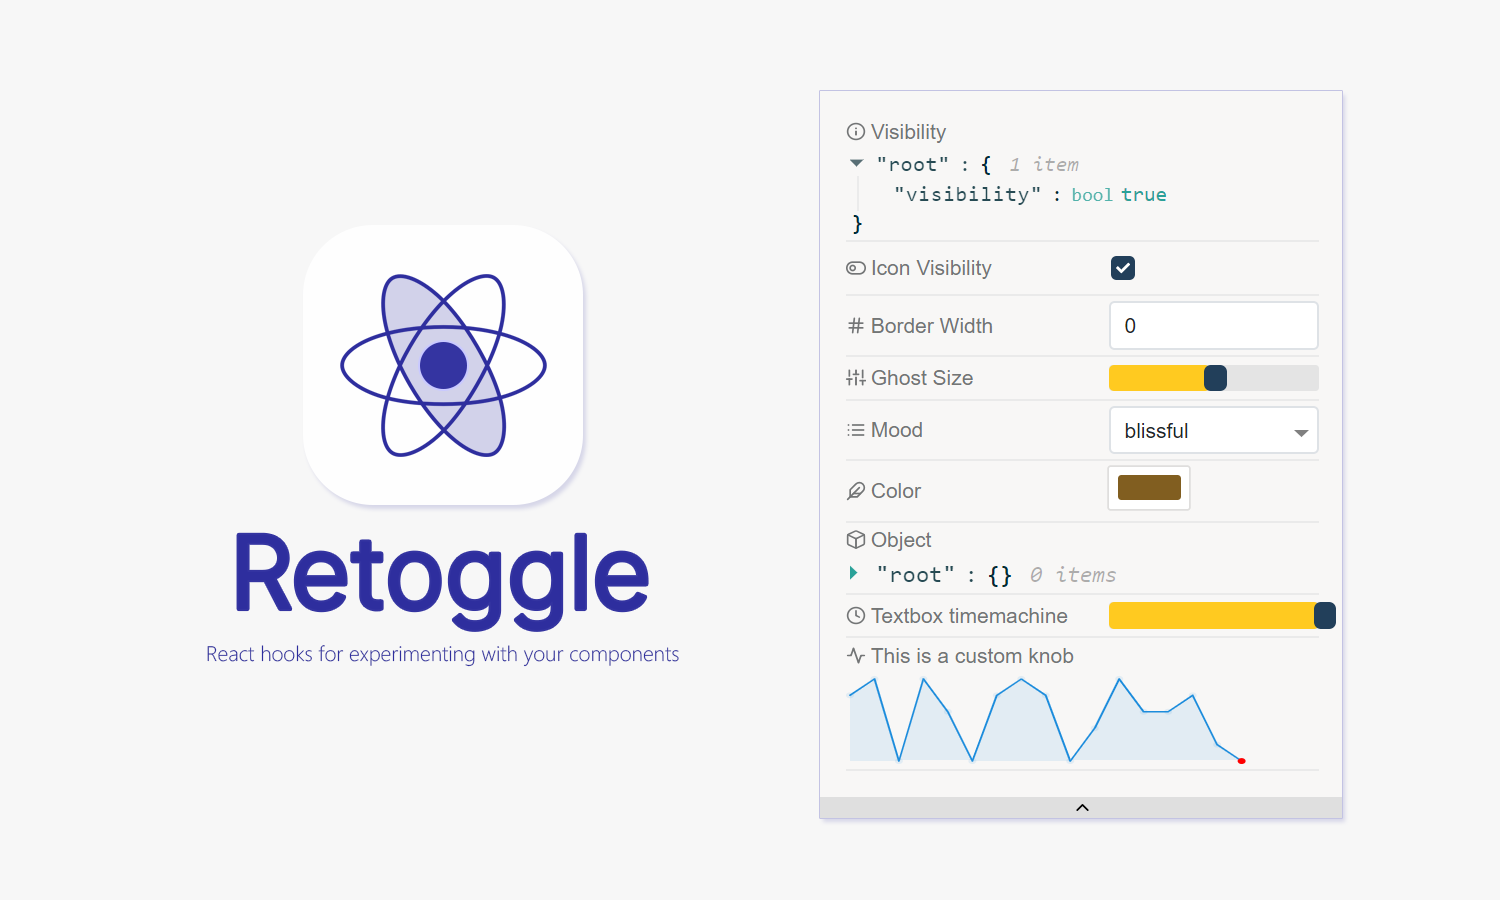 Retoggle
React hooks for experimenting with your components
Visibility
"root" : { 1 item
"visibility" : bool true
}
Icon Visibility
Border Width 0
Ghost Size
Mood blissful
Color
Object
"root" : {} 0 items
Textbox timemachine
This is a custom knob